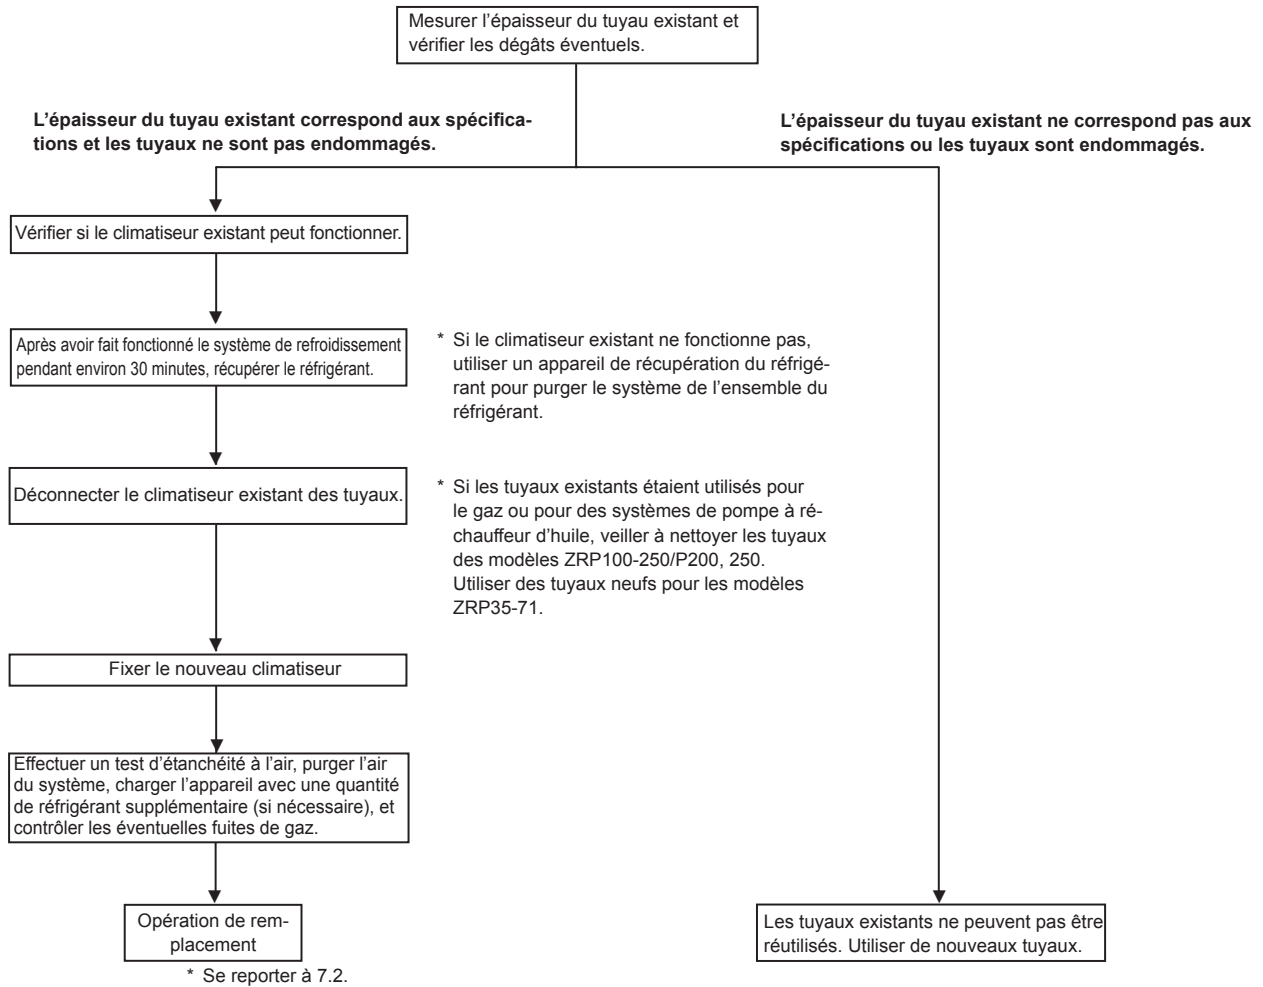 Mesurer l’épaisseur du tuyau existant et
vérifier les dégâts éventuels.
L’épaisseur du tuyau existant correspond aux spécifica-
tions et les tuyaux ne sont pas endommagés.
L’épaisseur du tuyau existant ne correspond pas aux
spécifications ou les tuyaux sont endommagés.
Vérifier si le climatiseur existant peut fonctionner.
Après avoir fait fonctionné le système de refroidissement
pendant environ 30 minutes, récupérer le réfrigérant.
* Si le climatiseur existant ne fonctionne pas,
utiliser un appareil de récupération du réfrigé-
rant pour purger le système de l’ensemble du
réfrigérant.
Déconnecter le climatiseur existant des tuyaux.
* Si les tuyaux existants étaient utilisés pour
le gaz ou pour des systèmes de pompe à ré-
chauffeur d’huile, veiller à nettoyer les tuyaux
des modèles ZRP100-250/P200, 250.
Utiliser des tuyaux neufs pour les modèles
ZRP35-71.
Fixer le nouveau climatiseur
Effectuer un test d’étanchéité à l’air, purger l’air
du système, charger l’appareil avec une quantité
de réfrigérant supplémentaire (si nécessaire), et
contrôler les éventuelles fuites de gaz.
Opération de rem-
placement
* Se reporter à 7.2.
Les tuyaux existants ne peuvent pas être
réutilisés. Utiliser de nouveaux tuyaux.